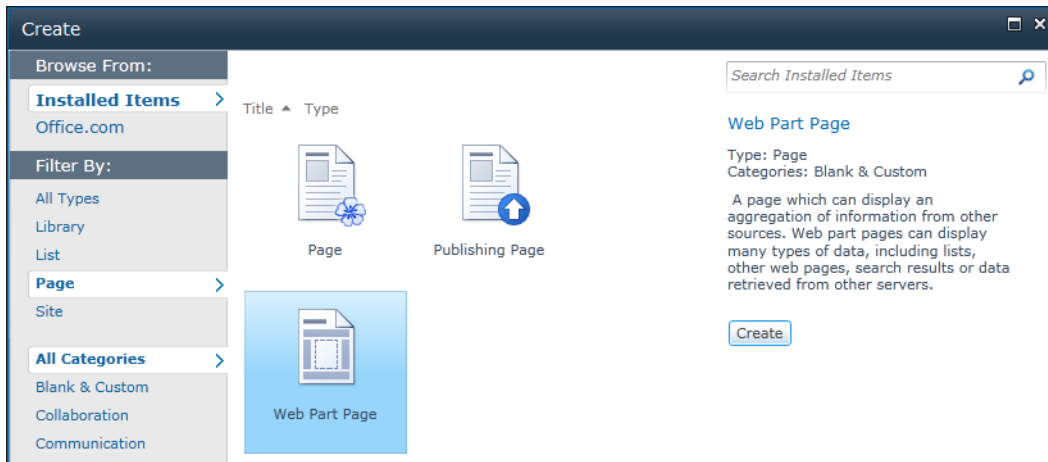 Create
Browse From:
Installed Items
Office.com
Filter By:
All Types
Library
List
Page
Site
All Categories
Blank & Custom
Collaboration
Communication
Title Type
Page
Publishing Page
Web Part Page
Search Installed Items
Web Part Page
Type: Page
Categories: Blank & Custom
A page which can display an
aggregation of information from other
sources. Web part pages can display
many types of data, including lists,
other web pages, search results or data
retrieved from other servers.
Create